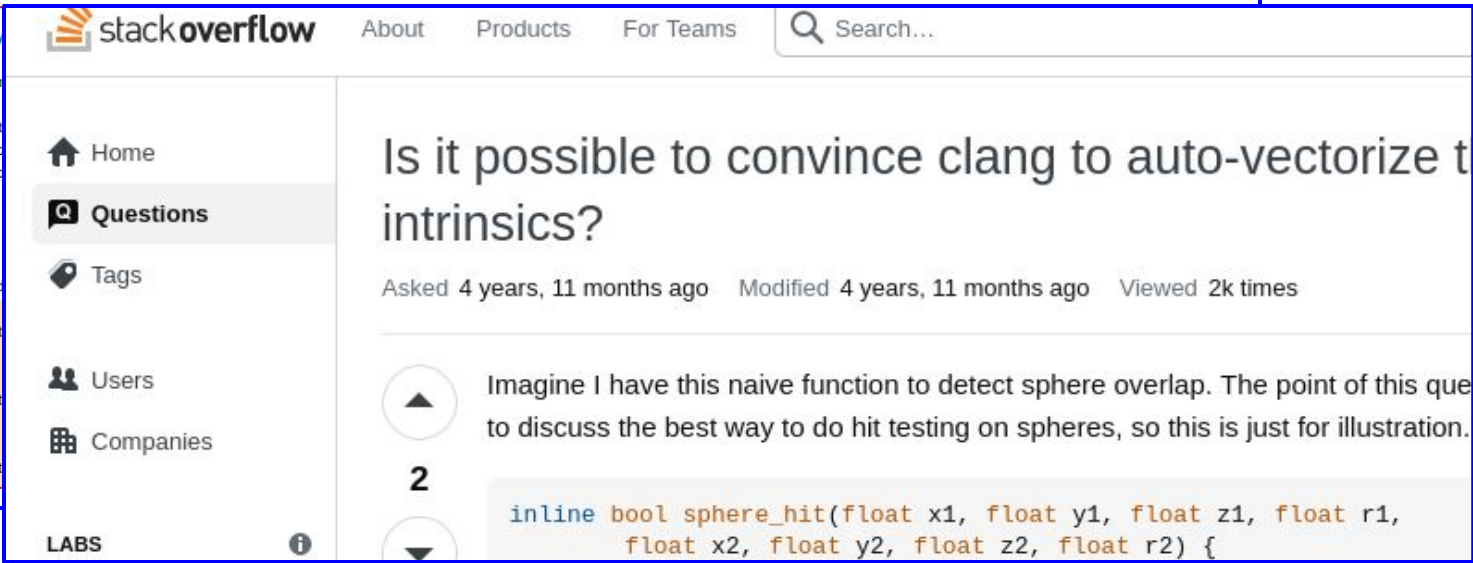 stackoverflow About Products For Teams Search...
Home
Questions
Tags
Users
Companies
LABS
Is it possible to convince clang to auto-vectorize
intrinsics?
Asked 4 years, 11 months ago Modified 4 years, 11 months ago Viewed 2k times
Imagine I have this naive function to detect sphere overlap. The point of this
to discuss the best way to do hit testing on spheres, so this is just for illustration.
2
inline bool sphere_hit(float x1, float y1, float z1, float r1,
float x2, float y2, float z2, float r2) {